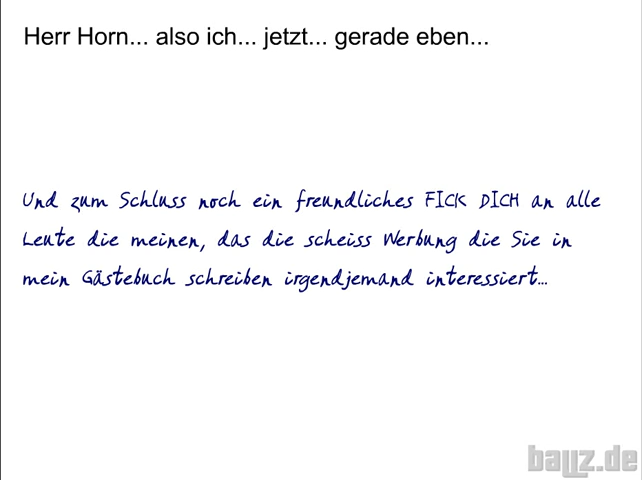 Herr Horn... also ich... jetzt... gerade eben...
Und zum Schluss noch ein freundliches FICK DICH an alle
Leute die meinen, das die scheiss Werbung die Sie in
mein Gästebuch schreiben irgendjemand interessiert...
ballz.de